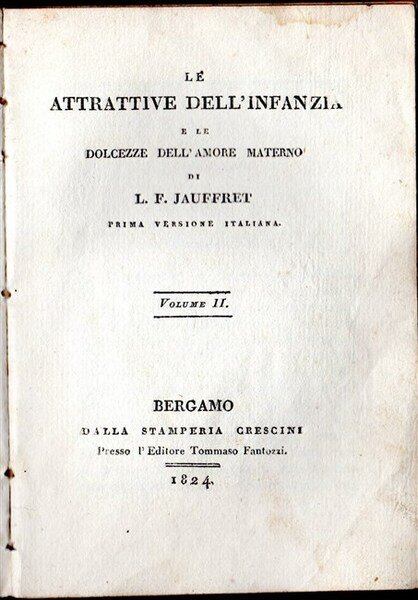 LE
ATTRATTIVE DELL'INFANZIA
E LE
DOLCEZZE DELL'AMORE MATERNO
DI
L. F. JAUFFRET
PRIMA VERSIONE ITALIANA.
VOLUME II.
BERGAMO
DALLA STAMPERIA CRESCINI
Presso l'Editore Tommaso Fantozzi.
1824.